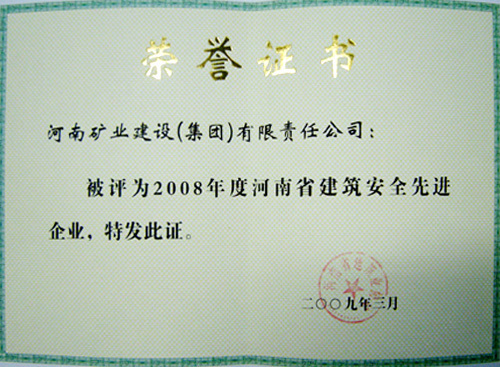 荣誉证书
河南矿业建设(集团)有限责任公司：
被评为2008年度河南省建筑安全先进
企业，特发此证。
二〇〇九年三月